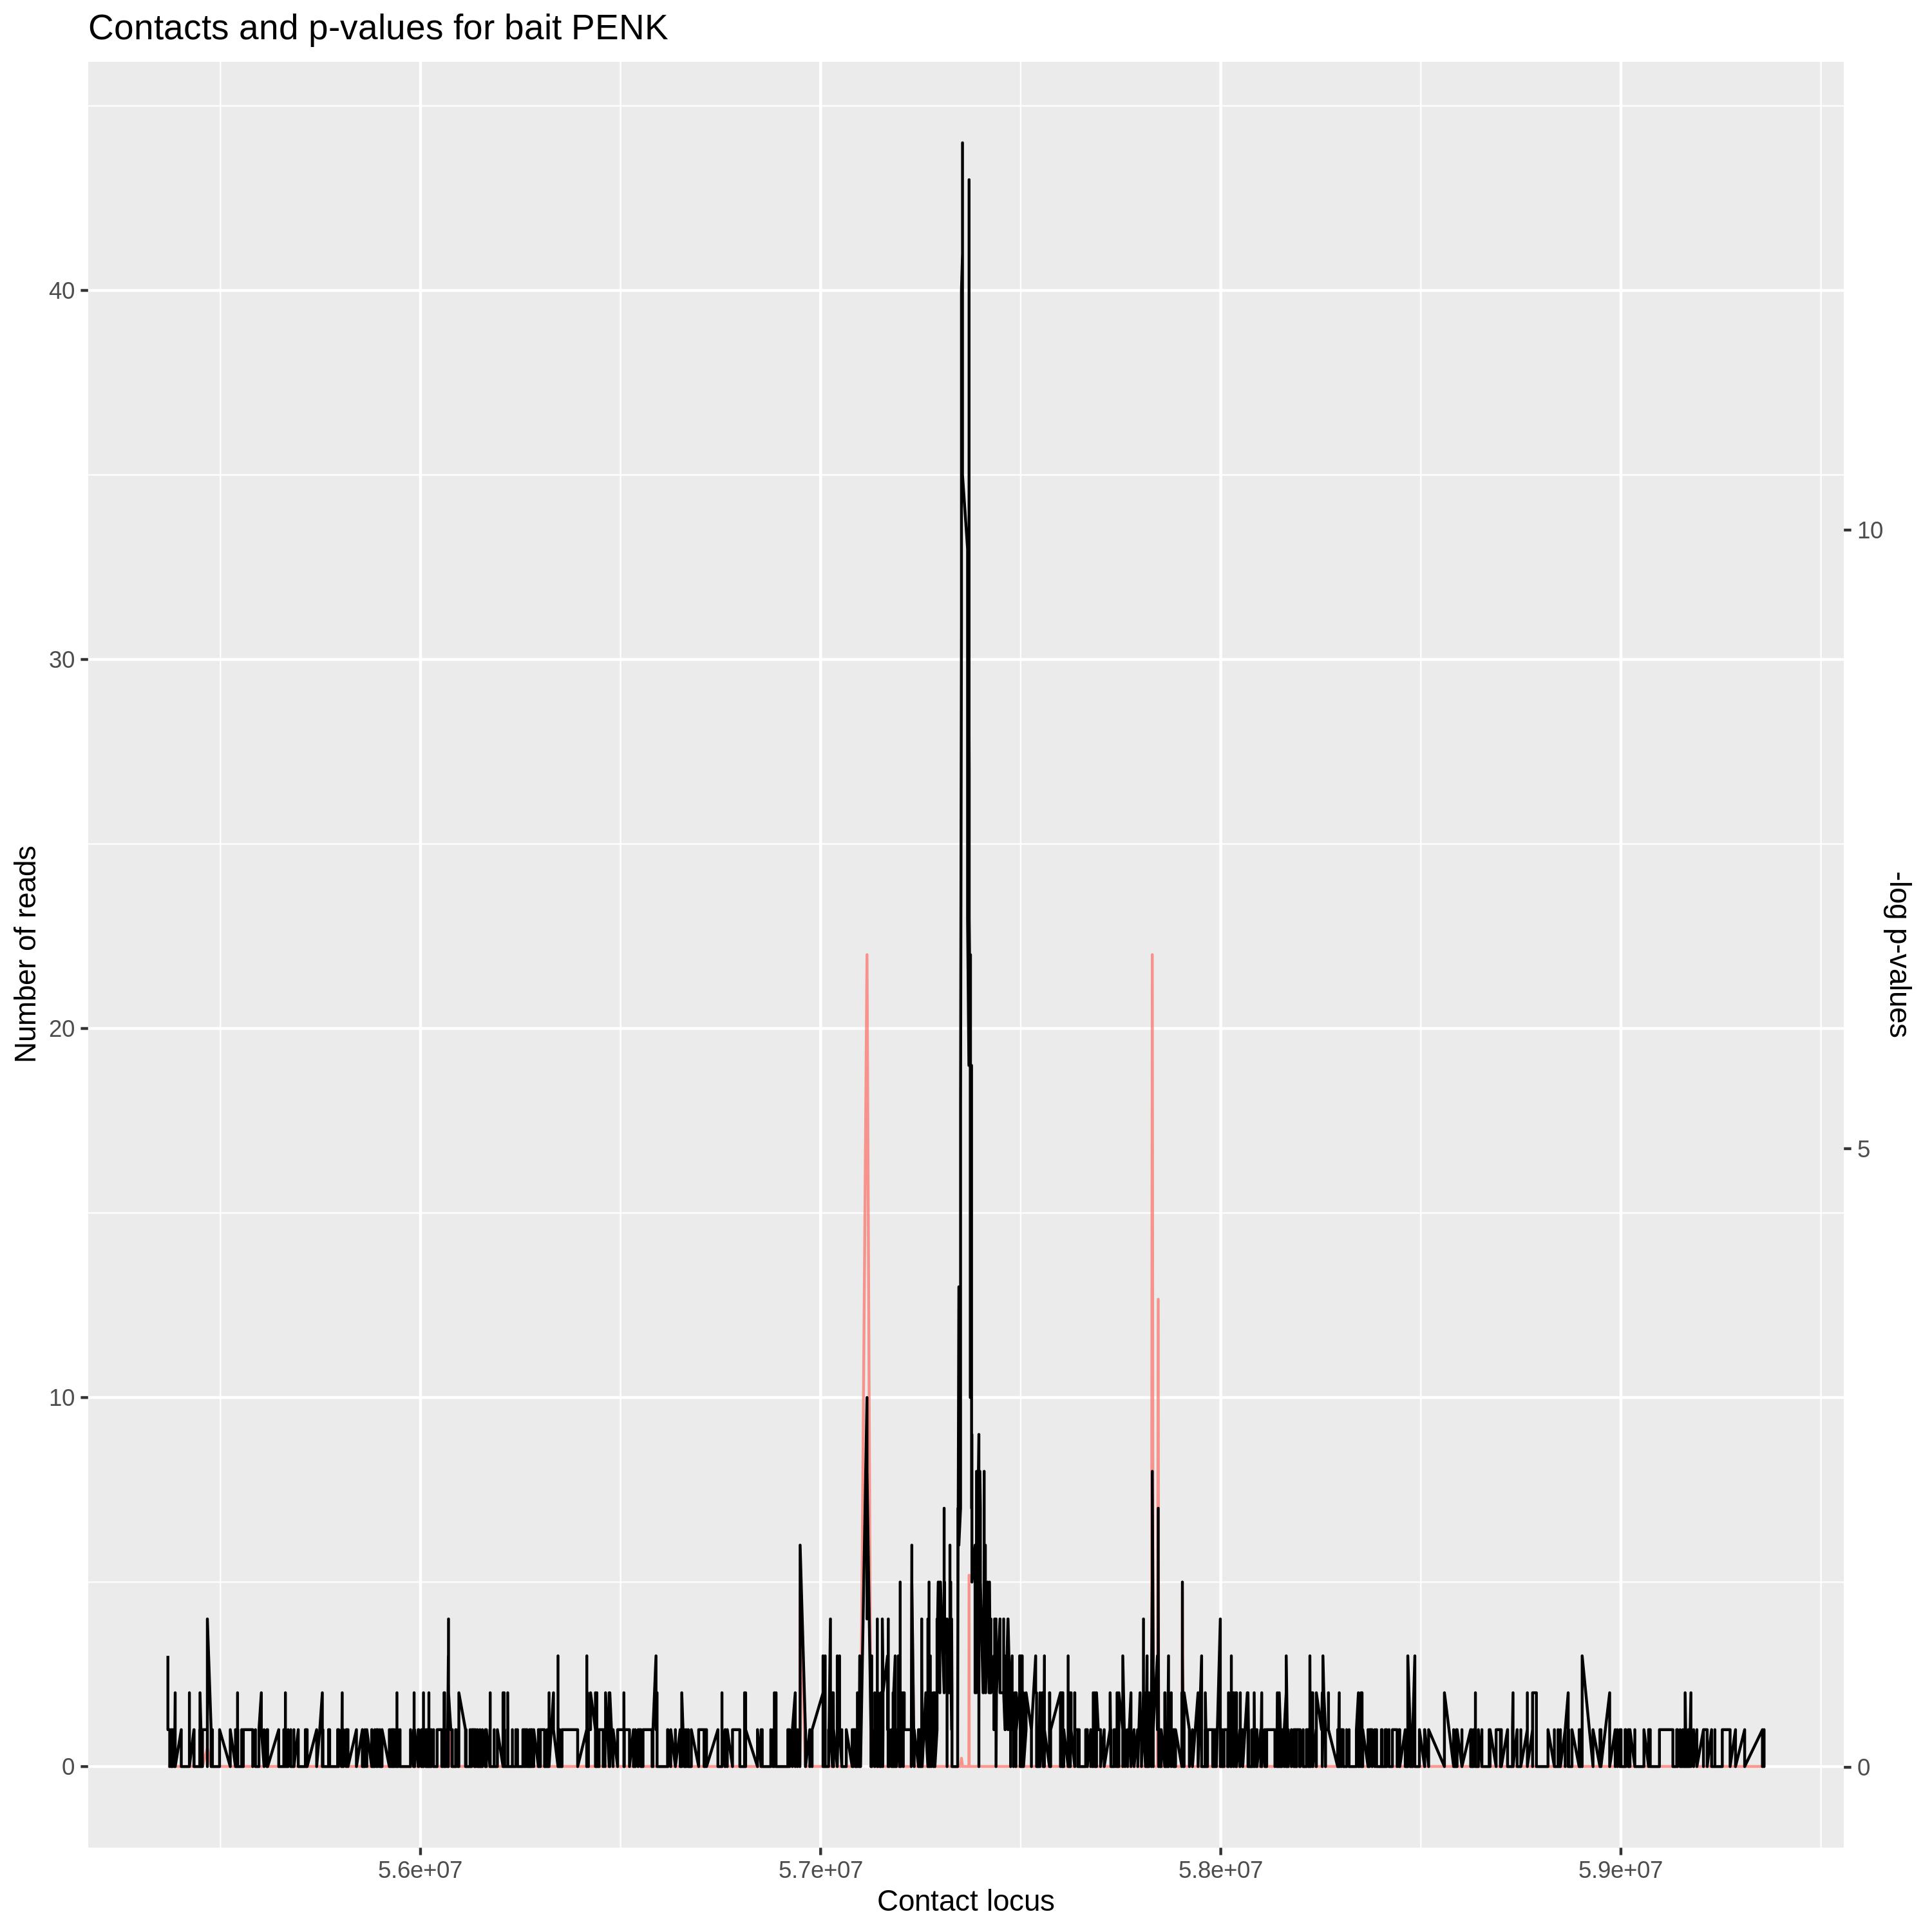 Contacts and p-values for bait PENK
40
30
20
10
0
Number of reads
10
5
0
-log p-values
5.6e+07
5.7e+07
5.8e+07
5.9e+07
Contact locus